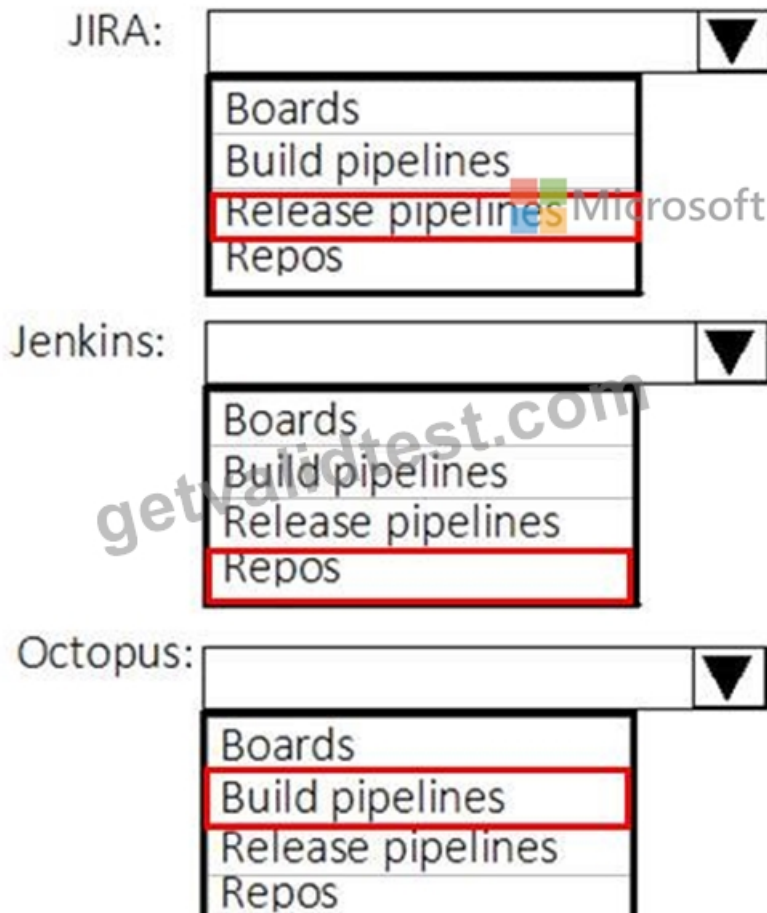 JIRA:
Boards
Build pipelines
Release pipelines
Microsoft
Repos
Jenkins:
Boards
Build pipelines
Release pipelines
Repos
getvalidtest.com
Octopus:
Boards
Build pipelines
Release pipelines
Repos